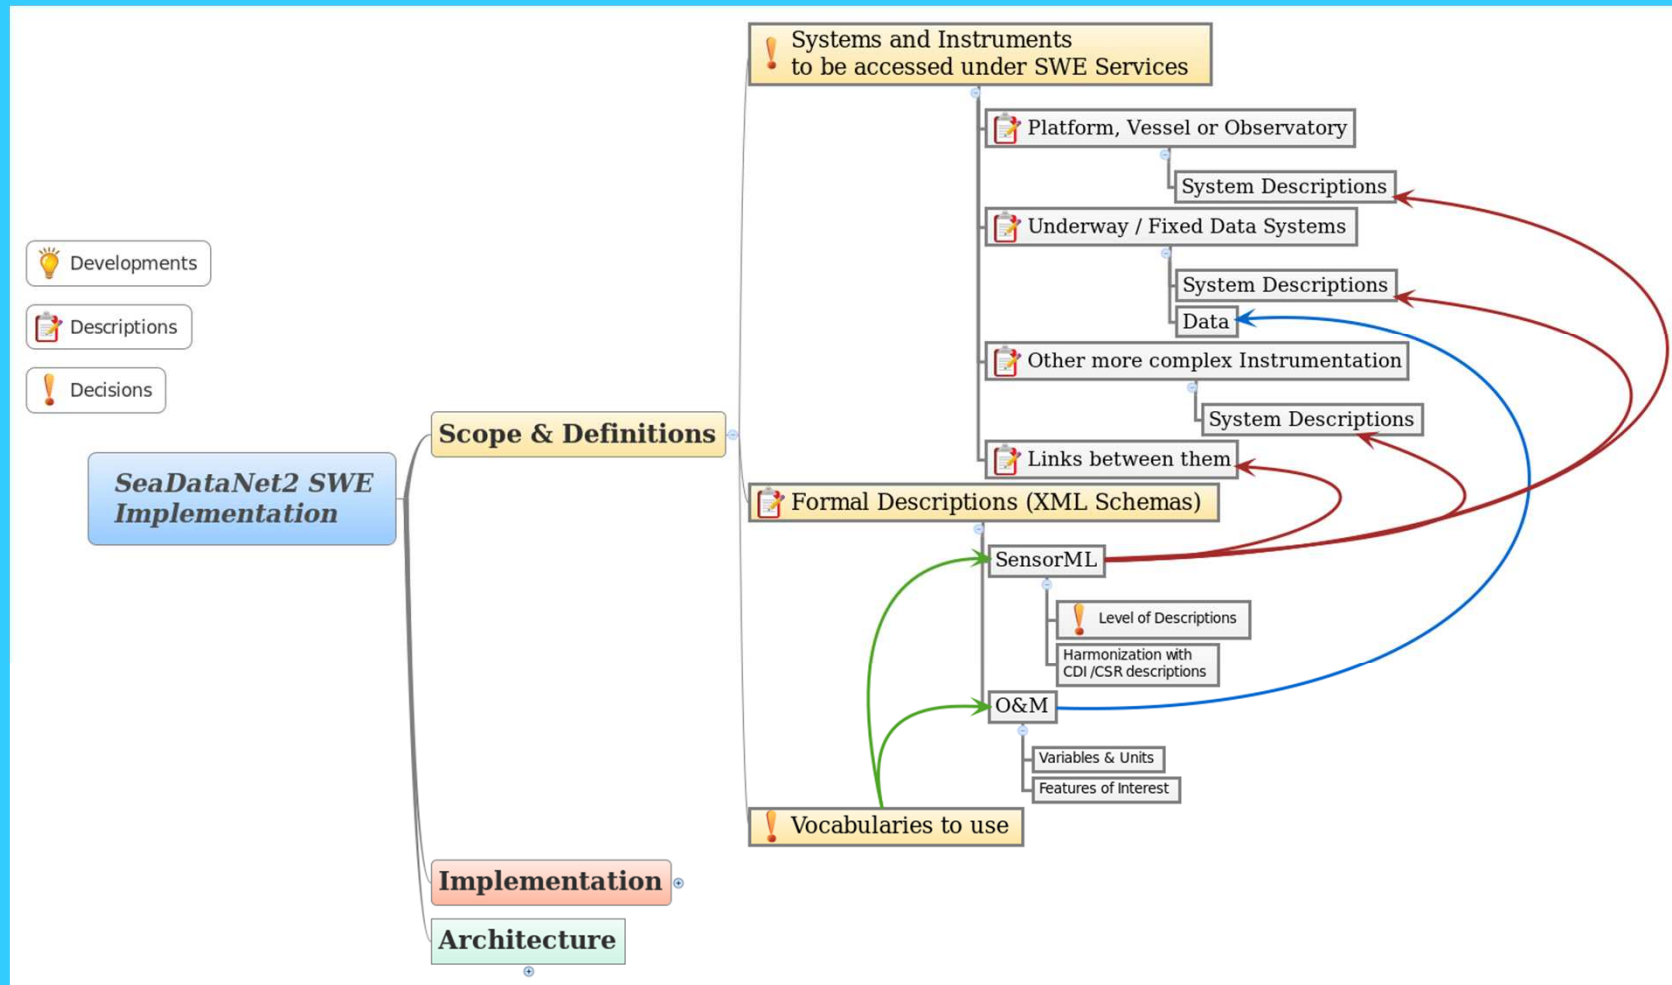 Systems and Instruments
to be accessed under SWE Services
Platform, Vessel or Observatory
System Descriptions
Underway / Fixed Data Systems
System Descriptions
Data
Other more complex Instrumentation
System Descriptions
Links between them
Developments
Descriptions
Decisions
Scope & Definitions
SeaDataNet2 SWE
Implementation
Formal Descriptions (XML Schemas)
SensorML
Level of Descriptions
Harmonization with
CDI /CSR descriptions
O&M
Variables & Units
Features of Interest
Vocabularies to use
Implementation
Architecture